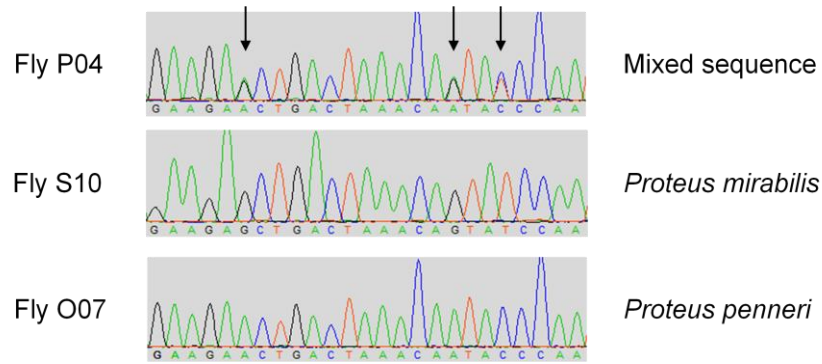 Fly P04 Mixed sequence
G A A G A A C T G A C T A A A C A A T A C C C A A
Fly S10 Proteus mirabilis
G A A G A G C T G A C T A A A C A G T A T C C A A
Fly O07 Proteus penneri
G A A G A A C T G A C T A A A C A A T A C C C A A